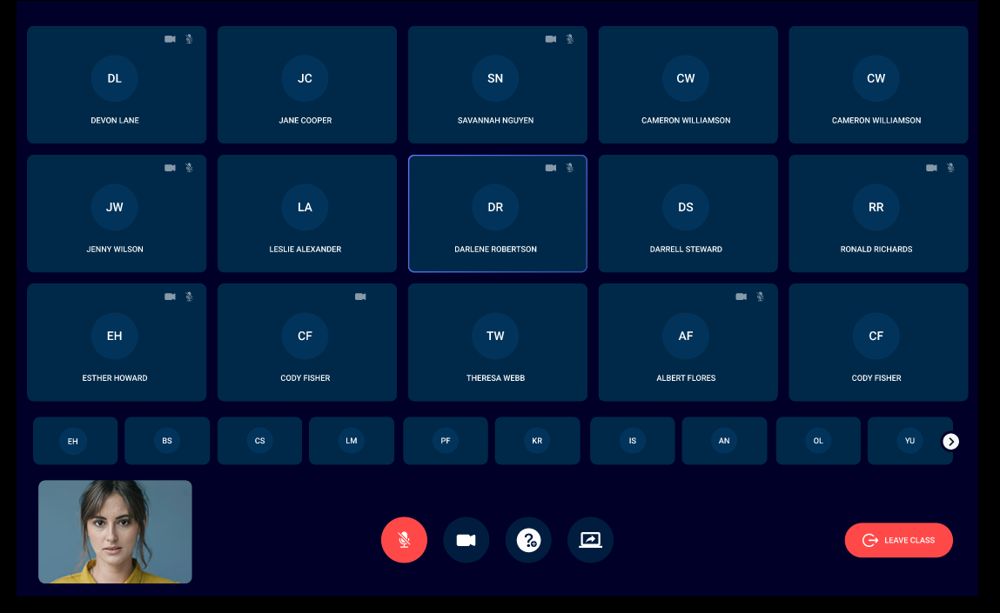 DL
DEVON LANE
JC
JANE COOPER
SN
SAVANNAH NGUYEN
CW
CAMERON WILLIAMSON
CW
CAMERON WILLIAMSON
JW
JENNY WILSON
LA
LESLIE ALEXANDER
DR
DARLENE ROBERTSON
DS
DARRELL STEWARD
RR
RONALD RICHARDS
EH
ESTHER HOWARD
CF
CODY FISHER
TW
THERESA WEBB
AF
ALBERT FLORES
CF
CODY FISHER
EH
BS
CS
LM
PF
KR
IS
AN
OL
YU
LEAVE CLASS